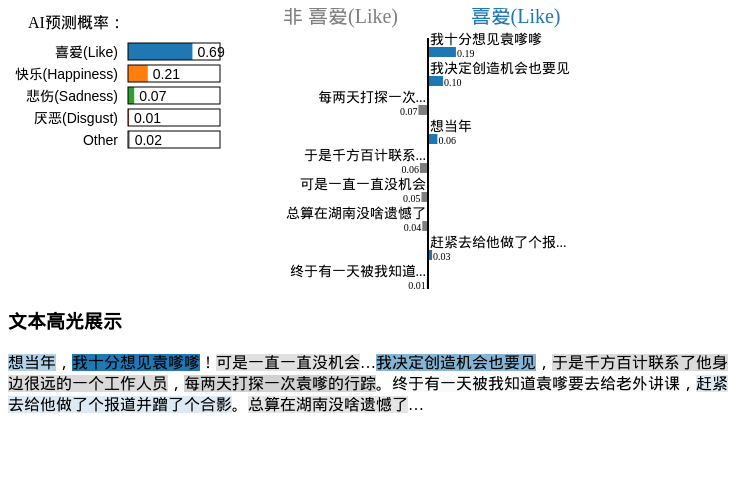 AI预测概率：
喜爱(Like) 0.69
快乐(Happiness) 0.21
悲伤(Sadness) 0.07
厌恶(Disgust) 0.01
Other 0.02
非 喜爱(Like) 喜爱(Like)
我十分想见袁嗲嗲
0.19
我决定创造机会也要见
0.10
每两天打探一次...
0.07
想当年
0.06
于是千方百计联系...
0.06
可是一直一直没机会
0.05
总算在湖南没啥遗憾了
0.04
赶紧去给他做了个报...
0.03
终于有一天被我知道...
0.01
文本高光展示
想当年，我十分想见袁嗲嗲！可是一直一直没机会…我决定创造机会也要见，于是千方百计联系了他身
边很远的一个工作人员，每两天打探一次袁嗲的行踪。终于有一天被我知道袁嗲要去给老外讲课，赶紧
去给他做了个报道并蹭了个合影。总算在湖南没啥遗憾了…